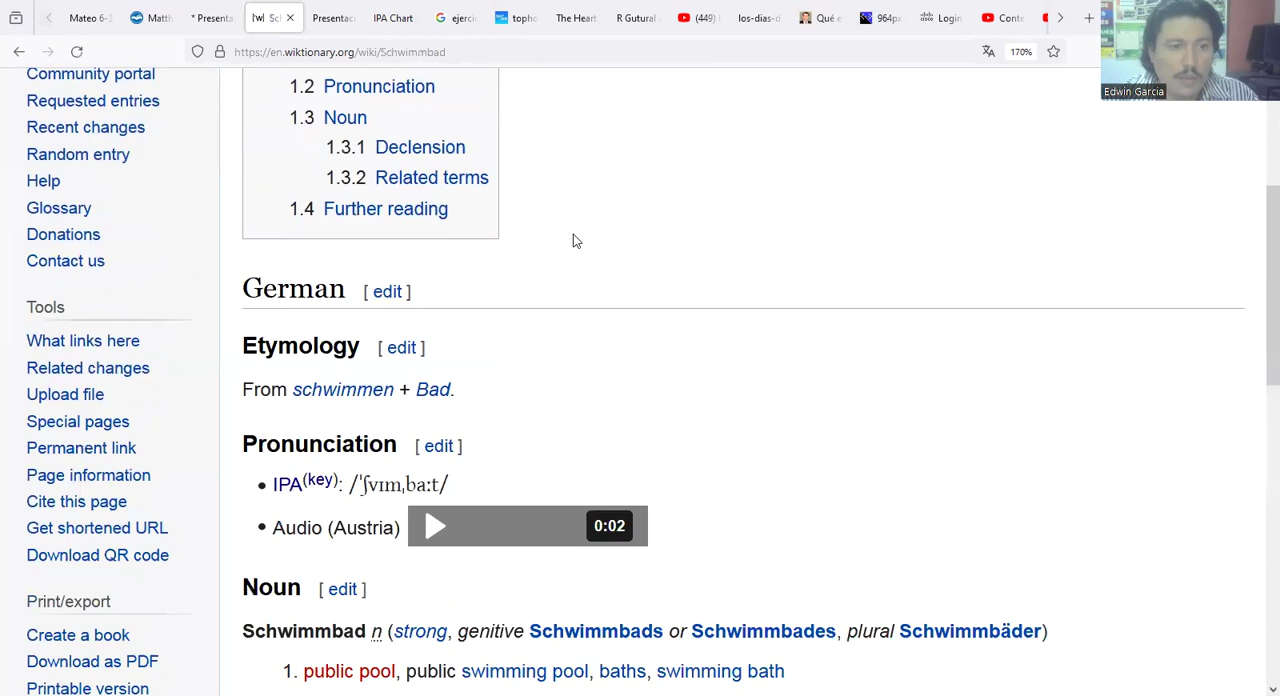 Mateo 6-3
Matth
* Presenta
Sc
Presentac
IPA Chart
ejercic
topho
The Heart
R Gutural
(449)
los-dias-d
Qué e
964px
Login
Conte
https://en.wiktionary.org/wiki/Schwimmbad
170%
Edwin Garcia
Community portal
Requested entries
Recent changes
Random entry
Help
Glossary
Donations
Contact us
Tools
What links here
Related changes
Upload file
Special pages
Permanent link
Page information
Cite this page
Get shortened URL
Download QR code
Print/export
Create a book
Download as PDF
Printable version
1.2 Pronunciation
1.3 Noun
1.3.1 Declension
1.3.2 Related terms
1.4 Further reading
German [ edit ]
Etymology [ edit ]
From schwimmen + Bad.
Pronunciation [ edit ]
• IPA(key): /ˈʃvɪmˌbaːt/
• Audio (Austria) 0:02
Noun [ edit ]
Schwimmbad n (strong, genitive Schwimmbads or Schwimmbades, plural Schwimmbäder)
1. public pool, public swimming pool, baths, swimming bath